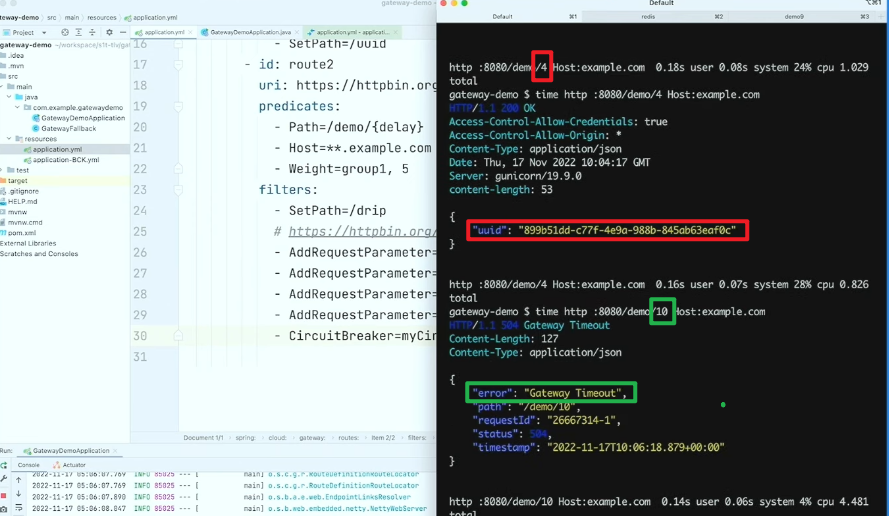 gateway-demo
Default
⌥⌘1
Default ⌘1 redis ⌘2 demo9 ⌘3
teway-demo src main resources application.yml
Project
application.yml GatewayDemoApplication.java application.yml - applicati...
gateway-demo
.idea
.mvn
src
main
java
com.example.gatewaydemo
GatewayDemoApplication
GatewayFallback
resources
application.yml
application-BCK.yml
test
target
.gitignore
HELP.md
mvnw
mvnw.cmd
pom.xml
External Libraries
Scratches and Consoles
16 - SetPath=/uuid
17 - id: route2
18 uri: https://httpbin.org
19 predicates:
20 - Path=/demo/{delay}
21 - Host=**.example.com
22 - Weight=group1, 5
23 filters:
24 - SetPath=/drip
25 # https://httpbin.org/
26 - AddRequestParameter=
27 - AddRequestParameter=
28 - AddRequestParameter=
29 - AddRequestParameter=
30 - CircuitBreaker=myCi
31
Document 1/1 spring: cloud: gateway: routes: item 2/2 filters:
http :8080/demo/4 Host:example.com 0.18s user 0.08s system 24% cpu 1.029
total
gateway-demo $ time http :8080/demo/4 Host:example.com
HTTP/1.1 200 OK
Access-Control-Allow-Credentials: true
Access-Control-Allow-Origin: *
Content-Type: application/json
Date: Thu, 17 Nov 2022 10:04:17 GMT
Server: gunicorn/19.9.0
content-length: 53
{
"uuid": "899b51dd-c77f-4e9a-988b-845ab63eaf0c"
}
http :8080/demo/4 Host:example.com 0.16s user 0.07s system 28% cpu 0.826
total
gateway-demo $ time http :8080/demo/10 Host:example.com
HTTP/1.1 504 Gateway Timeout
Content-Length: 127
Content-Type: application/json
{
"error": "Gateway Timeout",
"path": "/demo/10",
"requestId": "26667314-1",
"status": 504,
"timestamp": "2022-11-17T10:06:18.879+00:00"
}
http :8080/demo/10 Host:example.com 0.14s user 0.06s system 4% cpu 4.481
total
Run: GatewayDemoApplication
Console Actuator
2022-11-17 05:06:07.769 INFO 85025 --- [ main] o.s.c.g.r.RouteDefinitionRouteLocator
2022-11-17 05:06:07.769 INFO 85025 --- [ main] o.s.c.g.r.RouteDefinitionRouteLocator
2022-11-17 05:06:07.890 INFO 85025 --- [ main] o.s.b.a.e.web.EndpointLinksResolver
2022-11-17 05:06:08.047 INFO 85025 --- [ main] o.s.b.web.embedded.netty.NettyWebServer